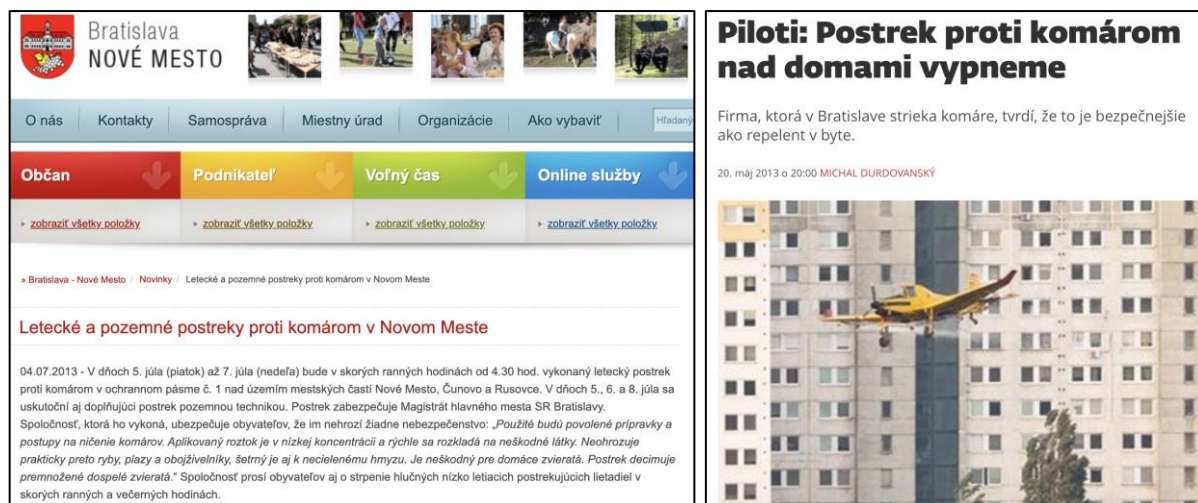 Bratislava
NOVÉ MESTO
O nás
Kontakty
Samospráva
Miestny úrad
Organizácie
Ako vybaviť
Hľadaný
Občan
Podnikateľ
Voľný čas
Online služby
zobraziť všetky položky
zobraziť všetky položky
zobraziť všetky položky
zobraziť všetky položky
» Bratislava - Nové Mesto / Novinky / Letecké a pozemné postreky proti komárom v Novom Meste
Letecké a pozemné postreky proti komárom v Novom Meste
04.07.2013 - V dňoch 5. júla (piatok) až 7. júla (nedeľa) bude v skorých ranných hodinách od 4.30 hod. vykonaný letecký postrek
proti komárom v ochrannom pásme č. 1 nad územím mestských častí Nové Mesto, Čunovo a Rusovce. V dňoch 5., 6. a 8. júla sa
uskutoční aj doplňujúci postrek pozemnou technikou. Postrek zabezpečuje Magistrát hlavného mesta SR Bratislavy.
Spoločnosť, ktorá ho vykoná, ubezpečuje obyvateľov, že im nehrozí žiadne nebezpečenstvo: „Použité budú povolené prípravky a
postupy na ničenie komárov. Aplikovaný roztok je v nízkej koncentrácii a rýchle sa rozkladá na neškodné látky. Neohrozuje
prakticky preto ryby, plazy a obojživelníky, šetrný je aj k necielenému hmyzu. Je neškodný pre domáce zvieratá. Postrek decimuje
premnožené dospelé zvieratá.“ Spoločnosť prosí obyvateľov aj o strpenie hlučných nízko letiacich postrekujúcich lietadiel v
skorých ranných a večerných hodinách.
Piloti: Postrek proti komárom
nad domami vypneme
Firma, ktorá v Bratislave strieka komáre, tvrdí, že to je bezpečnejšie
ako repelent v byte.
20. máj 2013 o 20:00 MICHAL DURDOVANSKÝ